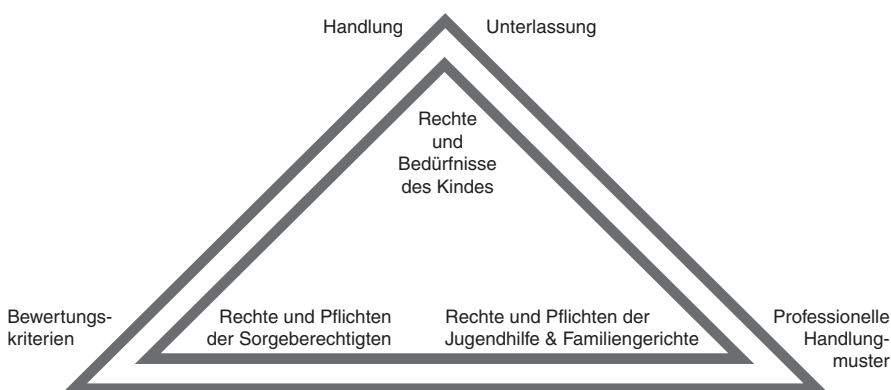 Handlung
Unterlassung
Rechte
und
Bedürfnisse
des Kindes
Bewertungs-
kriterien
Rechte und Pflichten
der Sorgeberechtigten
Rechte und Pflichten der
Jugendhilfe & Familiengerichte
Professionelle
Handlung-
muster